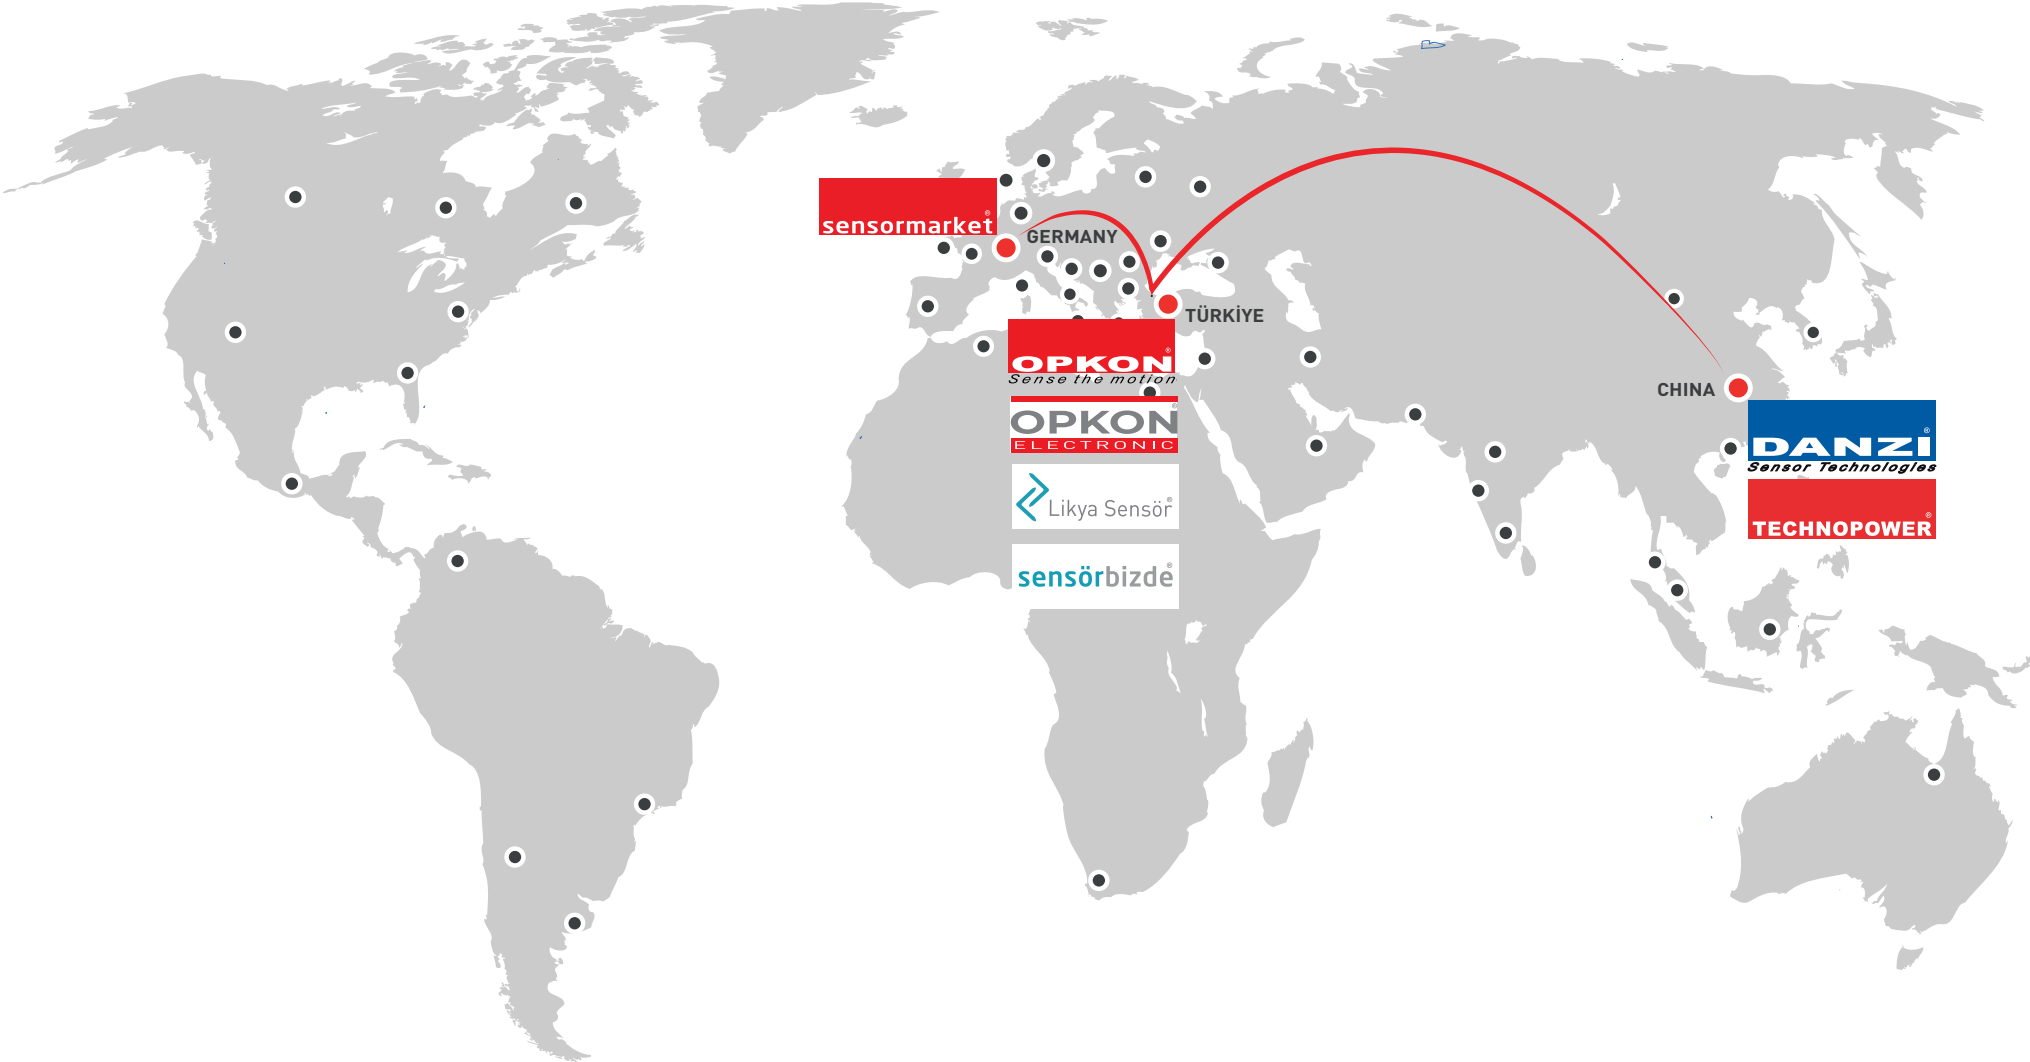 sensormarket®
GERMANY
TÜRKİYE
OPKON®
Sense the motion
OPKON®
ELECTRONIC
Likya Sensör®
sensörbizde®
CHINA
DANZI®
Sensor Technologies
TECHNOPOWER®